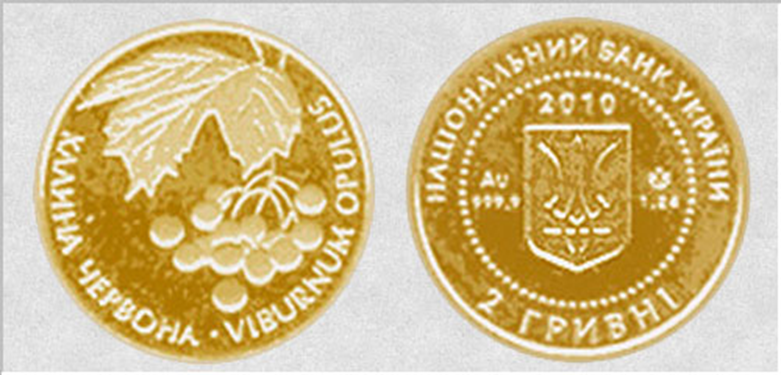 КАЛИНА ЧЕРВОНА · VIBURNUM OPULUS
НАЦІОНАЛЬНИЙ БАНК УКРАЇНИ
2010
Au
999,9
1,24
2 ГРИВНІ